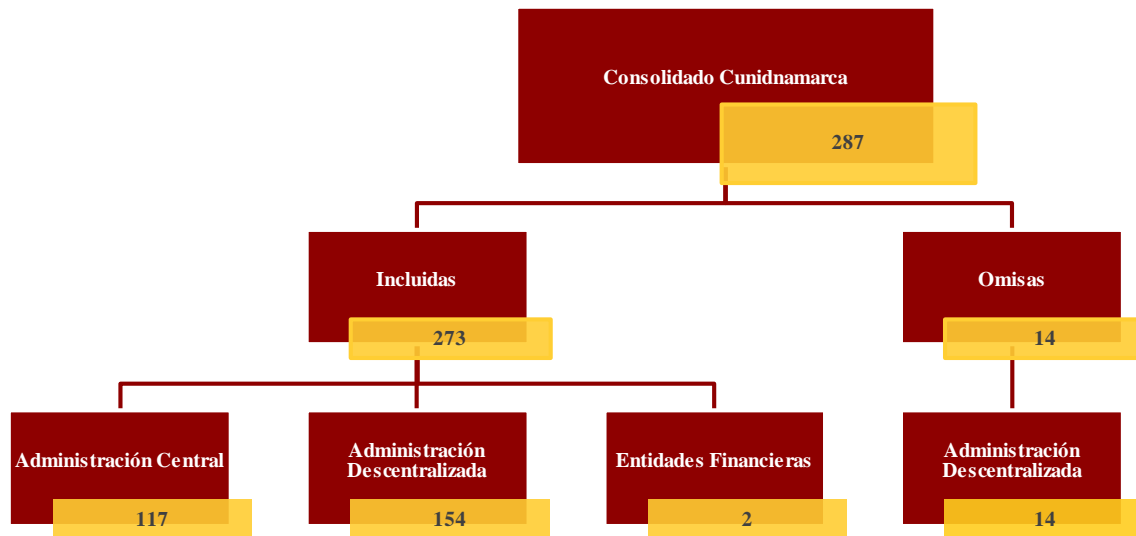 Consolidado Cunidnamarca
287
Incluidas
273
Omisas
14
Administración Central
117
Administración
Descentralizada
154
Entidades Financieras
2
Administración
Descentralizada
14